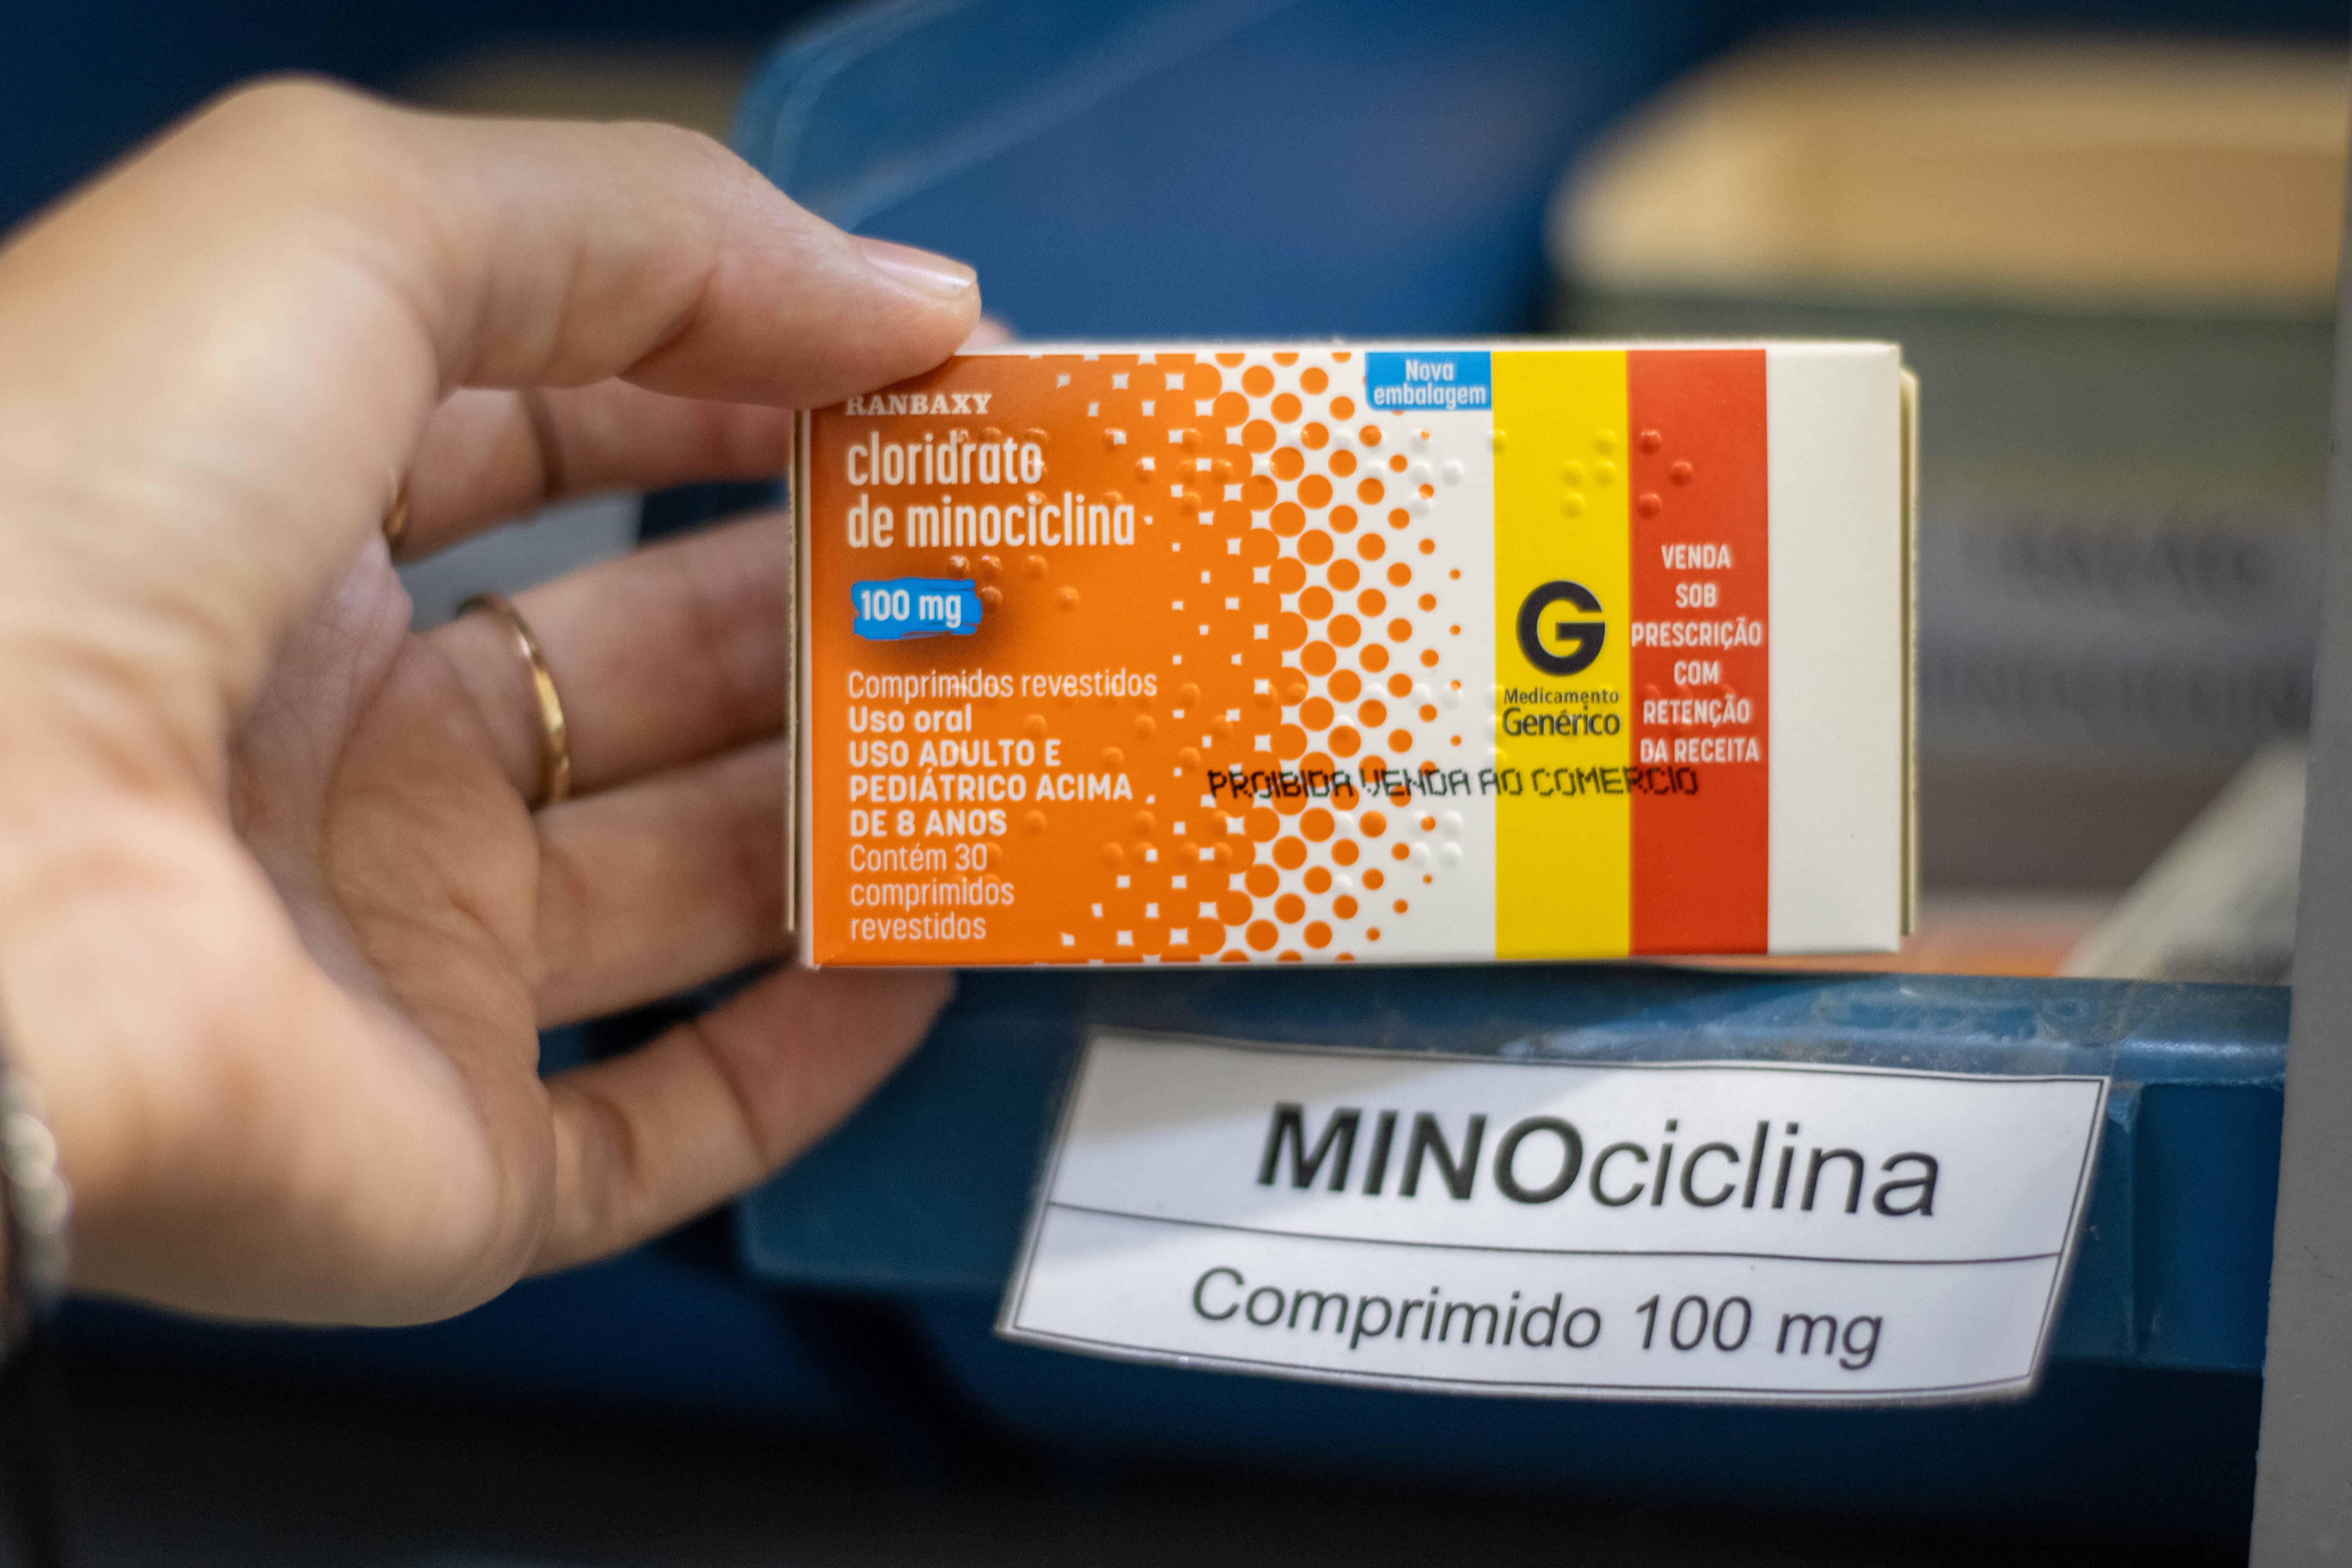 RANBAXY
cloridrato
de minociclina
100 mg
Comprimidos revestidos
Uso oral
USO ADULTO E
PEDIÁTRICO ACIMA
DE 8 ANOS
Contém 30
comprimidos
revestidos
Nova
embalagem
G
Medicamento
Genérico
VENDA
SOB
PRESCRIÇÃO
COM
RETENÇÃO
DA RECEITA
PROIBIDA VENDA AO COMERCIO
MINOciclina
Comprimido 100 mg